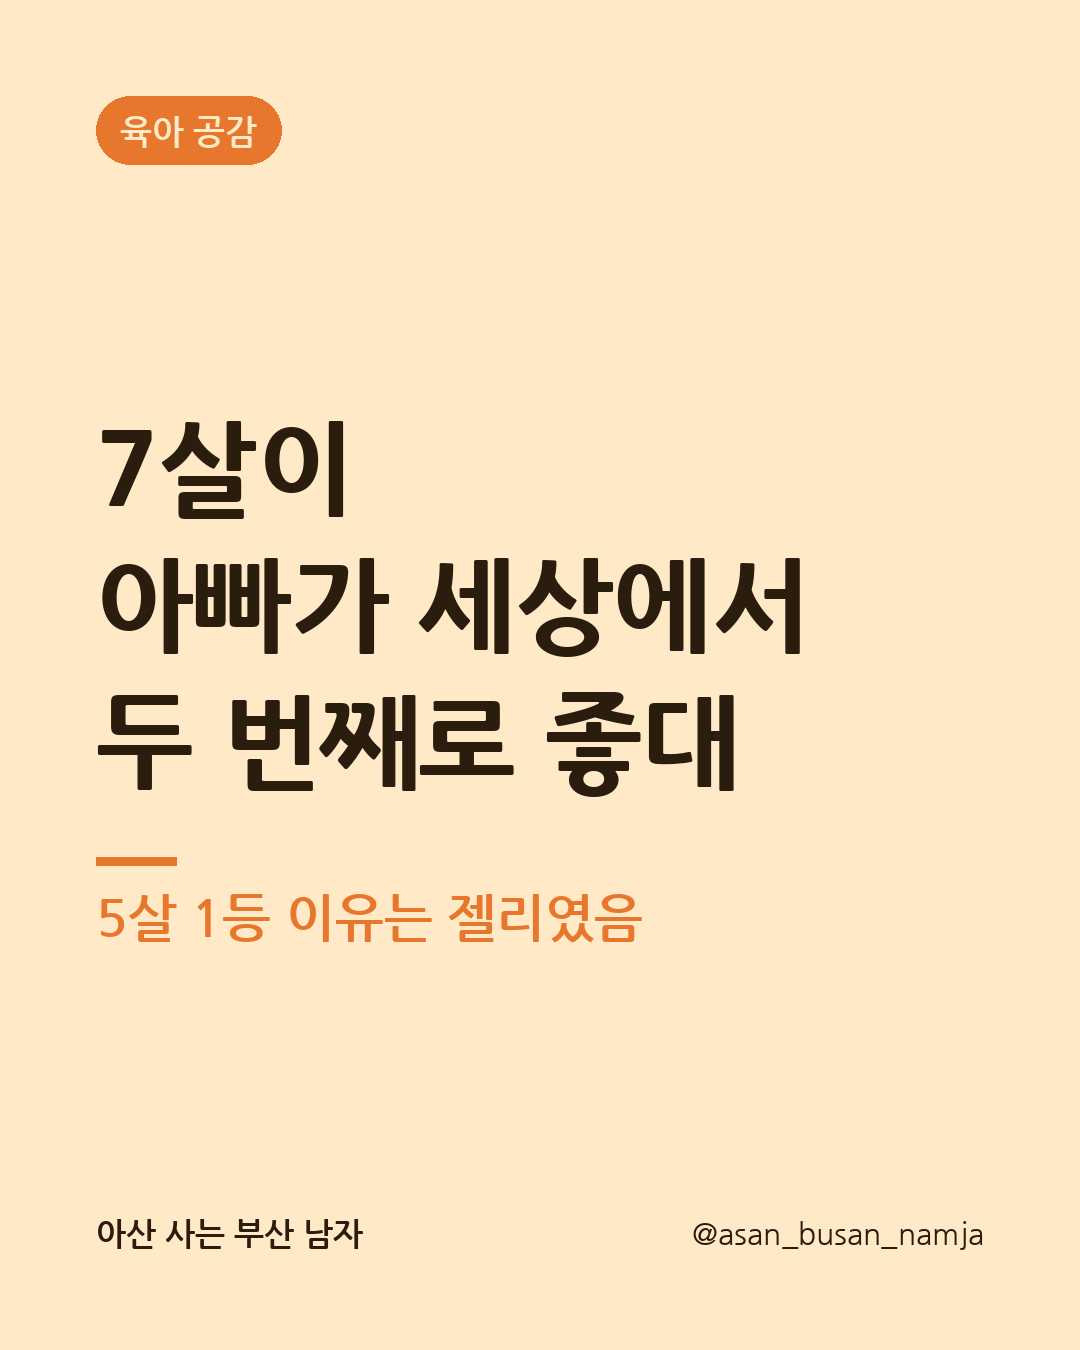 육아 공감
7살이
아빠가 세상에서
두 번째로 좋대
5살 1등 이유는 젤리였음
아산 사는 부산 남자
@asan_busan_namja